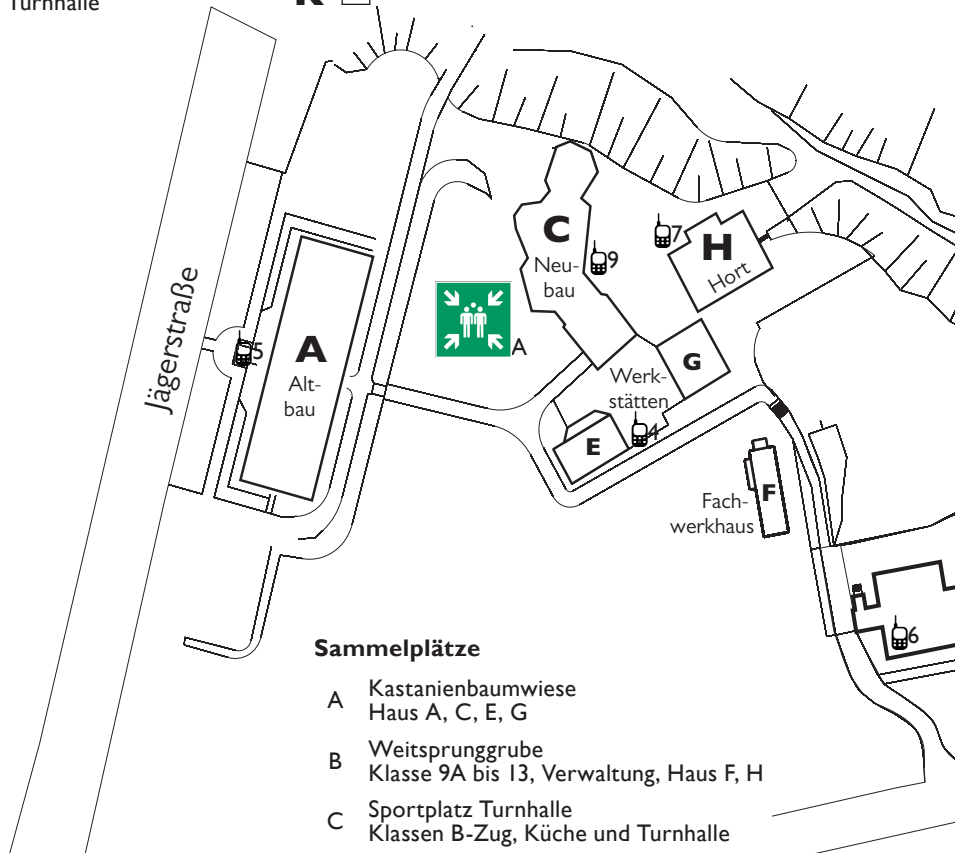 Turnhalle
C
Neu-
bau
9
7
H
Hort
A
Jägerstraße
5
A
Alt-
bau
G
Werk-
stätten
4
E
F
Fach-
werkhaus
6
Sammelplätze
A Kastanienbaumwiese
Haus A, C, E, G
B Weitsprunggrube
Klasse 9A bis 13, Verwaltung, Haus F, H
C Sportplatz Turnhalle
Klassen B-Zug, Küche und Turnhalle